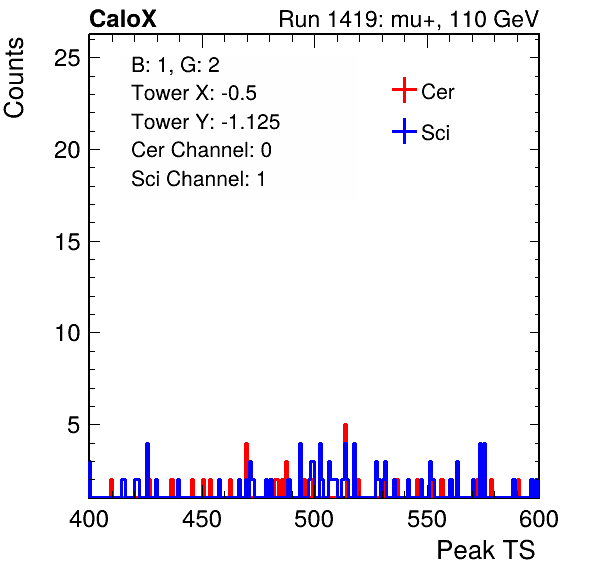 CaloX Run 1419: mu+, 110 GeV
Counts
25
20
15
10
5
B: 1, G: 2
Tower X: -0.5
Tower Y: -1.125
Cer Channel: 0
Sci Channel: 1
Cer
Sci
400 450 500 550 600
Peak TS